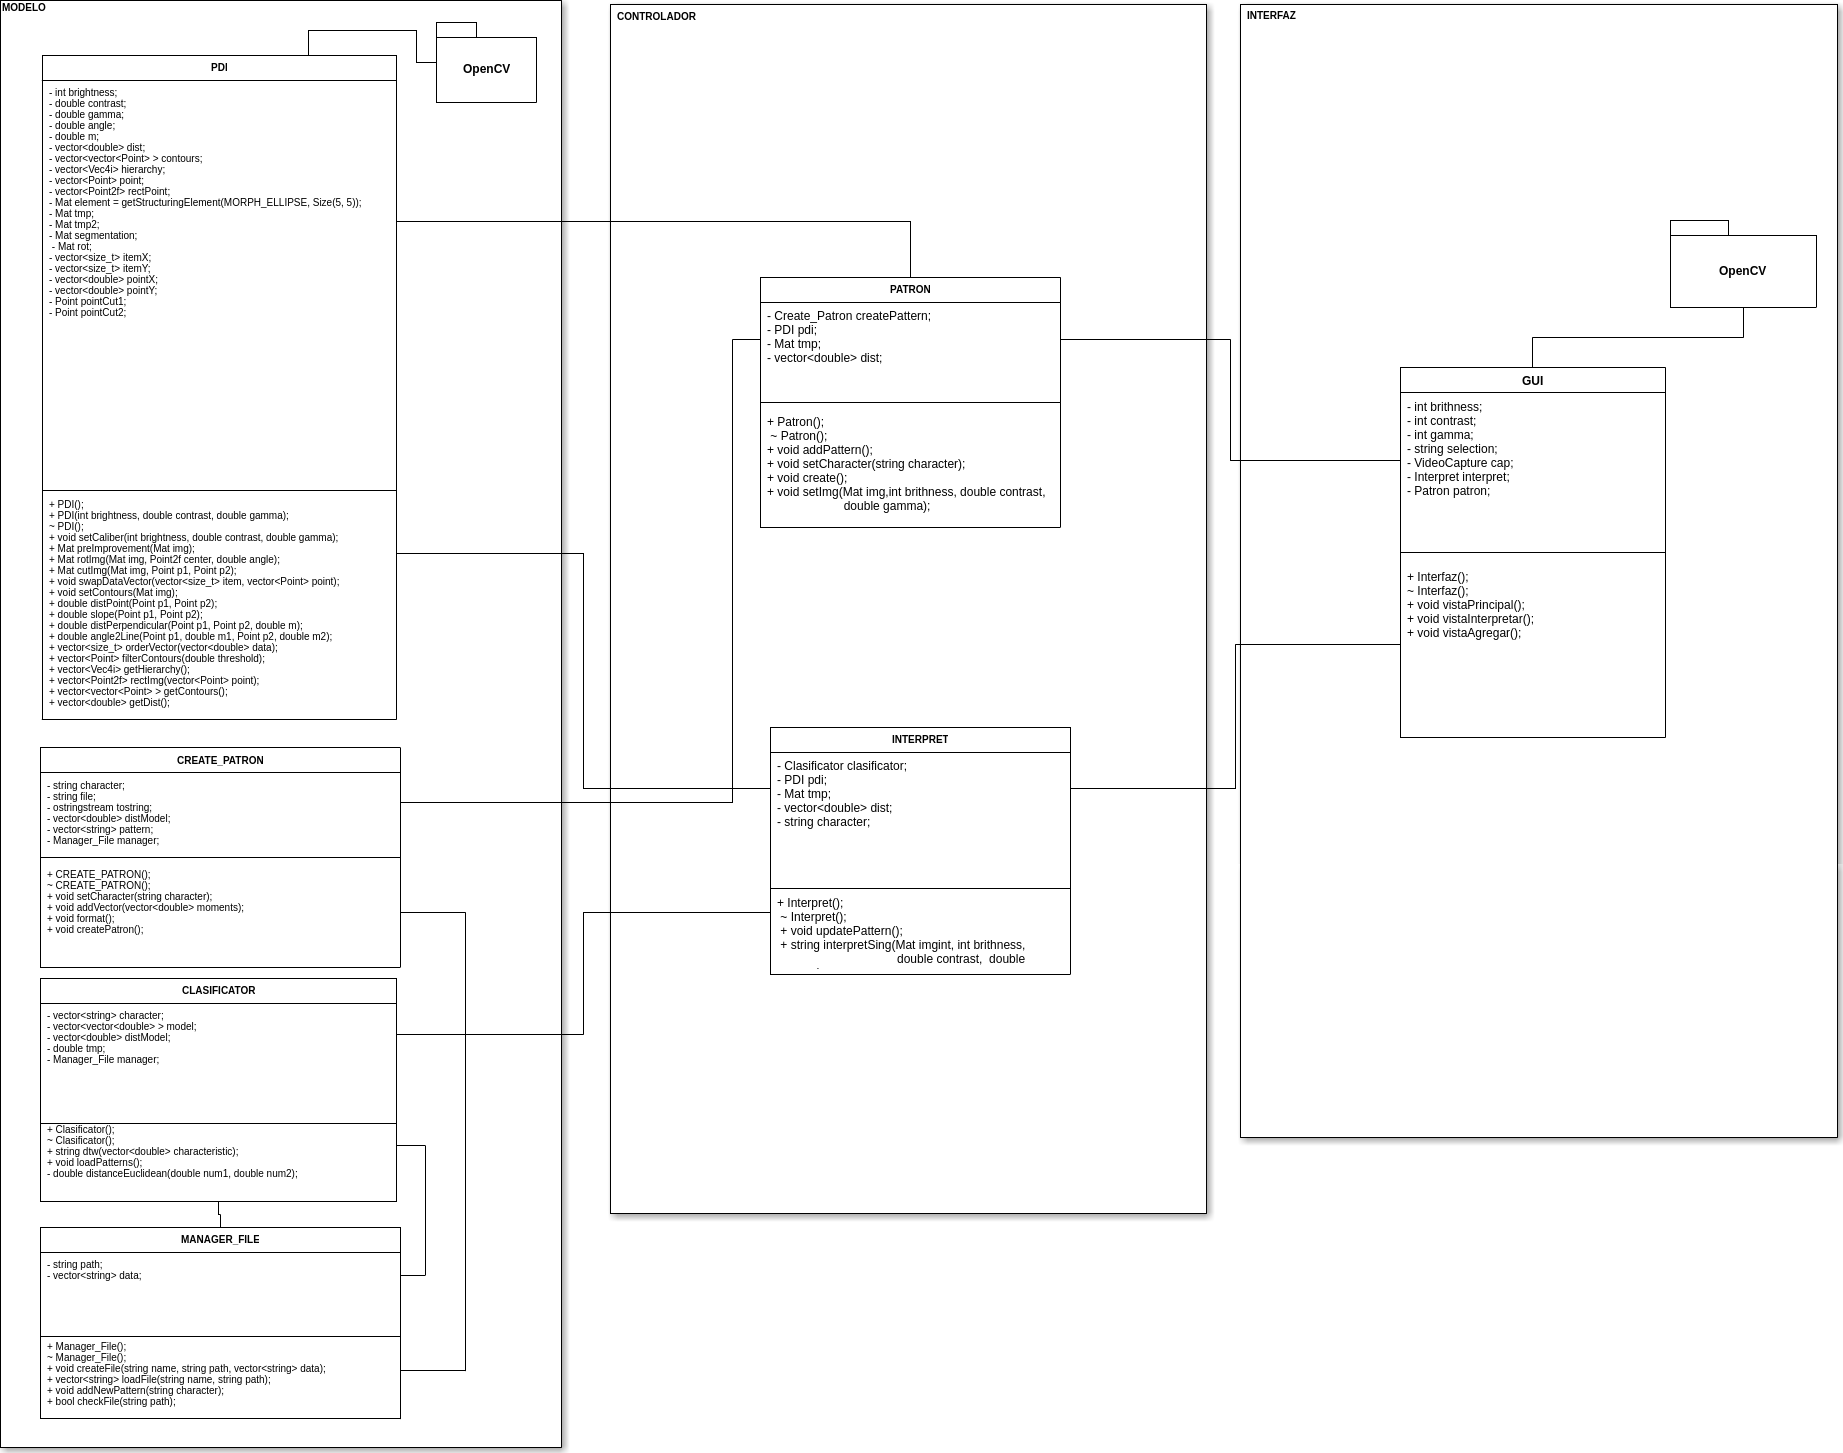 MODELO
OpenCV
PDI
- int brightness;
- double contrast;
- double gamma;
- double angle;
- double m;
- vector<double> dist;
- vector<vector<Point> > contours;
- vector<Vec4i> hierarchy;
- vector<Point> point;
- vector<Point2f> rectPoint;
- Mat element = getStructuringElement(MORPH_ELLIPSE, Size(5, 5));
- Mat tmp;
- Mat tmp2;
- Mat segmentation;
- Mat rot;
- vector<size_t> itemX;
- vector<size_t> itemY;
- vector<double> pointX;
- vector<double> pointY;
- Point pointCut1;
- Point pointCut2;
+ PDI();
+ PDI(int brightness, double contrast, double gamma);
~ PDI();
+ void setCaliber(int brightness, double contrast, double gamma);
+ Mat preImprovement(Mat img);
+ Mat rotImg(Mat img, Point2f center, double angle);
+ Mat cutImg(Mat img, Point p1, Point p2);
+ void swapDataVector(vector<size_t> item, vector<Point> point);
+ void setContours(Mat img);
+ double distPoint(Point p1, Point p2);
+ double slope(Point p1, Point p2);
+ double distPerpendicular(Point p1, Point p2, double m);
+ double angle2Line(Point p1, double m1, Point p2, double m2);
+ vector<size_t> orderVector(vector<double> data);
+ vector<Point> filterContours(double threshold);
+ vector<Vec4i> getHierarchy();
+ vector<Point2f> rectImg(vector<Point> point);
+ vector<vector<Point> > getContours();
+ vector<double> getDist();
CREATE_PATRON
- string character;
- string file;
- ostringstream tostring;
- vector<double> distModel;
- vector<string> pattern;
- Manager_File manager;
+ CREATE_PATRON();
~ CREATE_PATRON();
+ void setCharacter(string character);
+ void addVector(vector<double> moments);
+ void format();
+ void createPatron();
CLASIFICATOR
- vector<string> character;
- vector<vector<double> > model;
- vector<double> distModel;
- double tmp;
- Manager_File manager;
+ Clasificator();
~ Clasificator();
+ string dtw(vector<double> characteristic);
+ void loadPatterns();
- double distanceEuclidean(double num1, double num2);
MANAGER_FILE
- string path;
- vector<string> data;
+ Manager_File();
~ Manager_File();
+ void createFile(string name, string path, vector<string> data);
+ vector<string> loadFile(string name, string path);
+ void addNewPattern(string character);
+ bool checkFile(string path);
CONTROLADOR
PATRON
- Create_Patron createPattern;
- PDI pdi;
- Mat tmp;
- vector<double> dist;
+ Patron();
~ Patron();
+ void addPattern();
+ void setCharacter(string character);
+ void create();
+ void setImg(Mat img,int brithness, double contrast,
double gamma);
INTERPRET
- Clasificator clasificator;
- PDI pdi;
- Mat tmp;
- vector<double> dist;
- string character;
+ Interpret();
~ Interpret();
+ void updatePattern();
+ string interpretSing(Mat imgint, int brithness,
double contrast, double
INTERFAZ
OpenCV
GUI
- int brithness;
- int contrast;
- int gamma;
- string selection;
- VideoCapture cap;
- Interpret interpret;
- Patron patron;
+ Interfaz();
~ Interfaz();
+ void vistaPrincipal();
+ void vistaInterpretar();
+ void vistaAgregar();